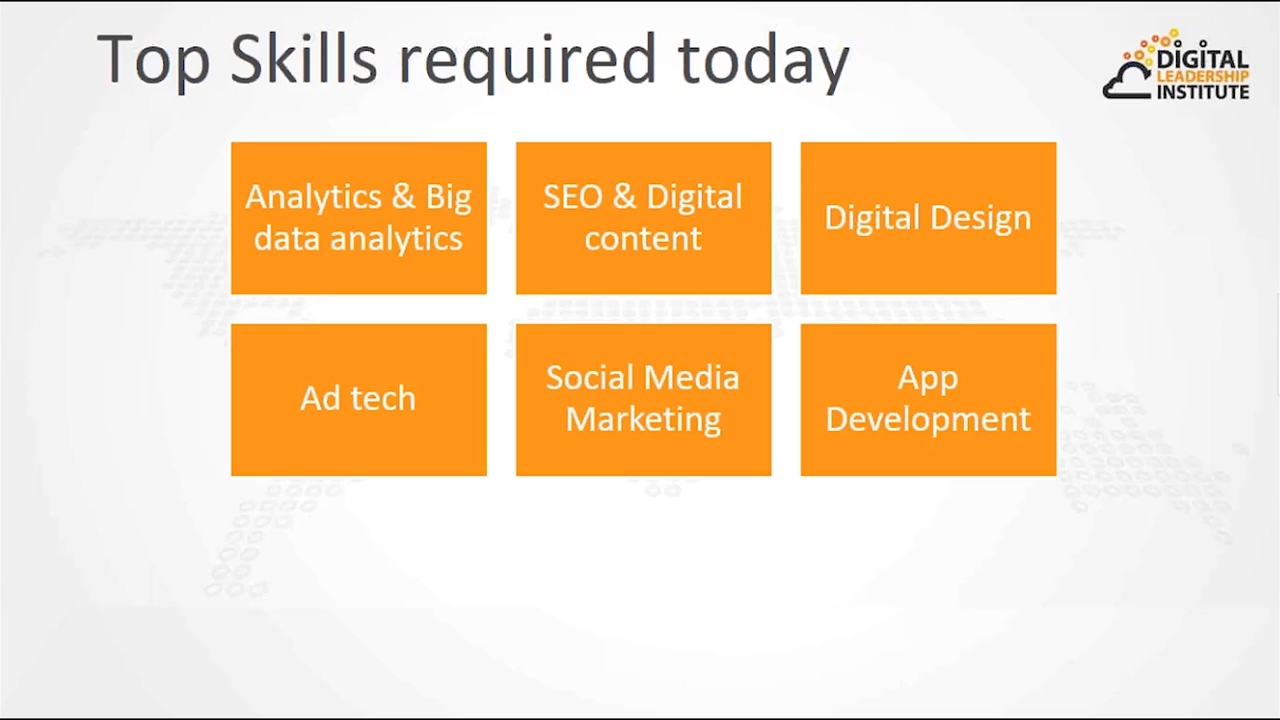 Top Skills required today
DIGITAL
LEADERSHIP
INSTITUTE
Analytics & Big
data analytics
SEO & Digital
content
Digital Design
Ad tech
Social Media
Marketing
App
Development